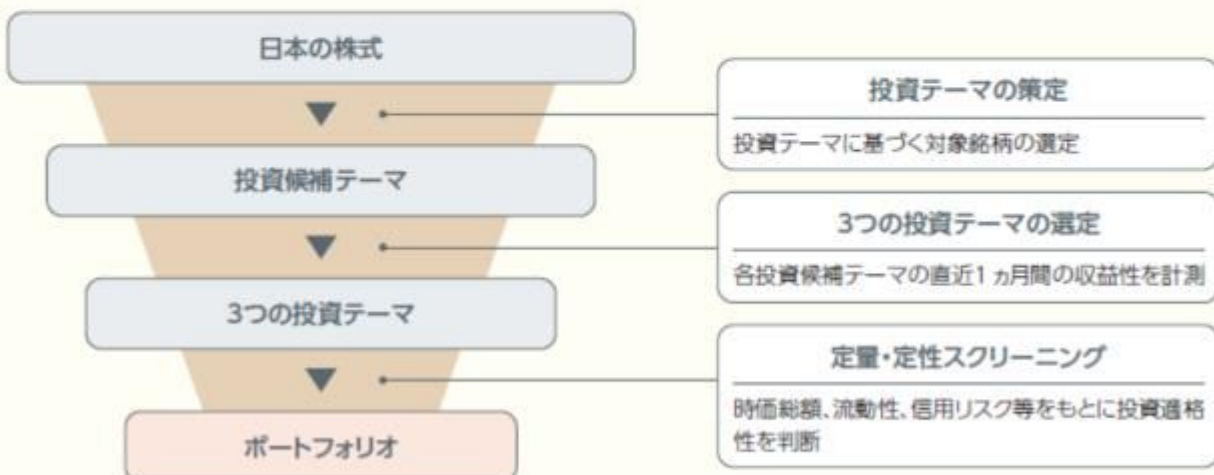 日本の株式
▼
投資テーマの策定
投資テーマに基づく対象銘柄の選定
投資候補テーマ
▼
3つの投資テーマの選定
各投資候補テーマの直近1ヵ月間の収益性を計測
3つの投資テーマ
▼
定量・定性スクリーニング
時価総額、流動性、信用リスク等をもとに投資適格
性を判断
ポートフォリオ